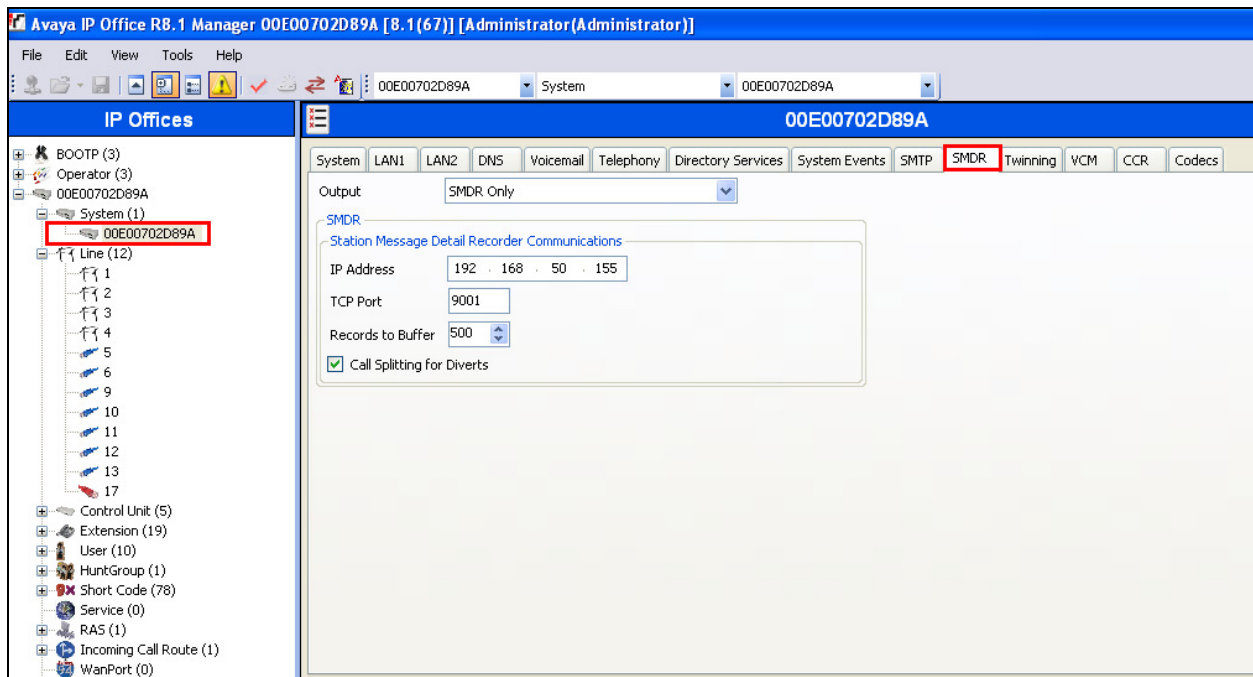 Avaya IP Office R8.1 Manager 00E00702D89A [8.1(67)] [Administrator(Administrator)]
File Edit View Tools Help
00E00702D89A System 00E00702D89A
IP Offices
BOOTP (3)
Operator (3)
00E00702D89A
System (1)
00E00702D89A
Line (12)
1
2
3
4
5
6
9
10
11
12
13
17
Control Unit (5)
Extension (19)
User (10)
HuntGroup (1)
Short Code (78)
Service (0)
RAS (1)
Incoming Call Route (1)
WanPort (0)
00E00702D89A
System LAN1 LAN2 DNS Voicemail Telephony Directory Services System Events SMTP SMDR Twinning VCM CCR Codecs
Output SMDR Only
SMDR
Station Message Detail Recorder Communications
IP Address 192 . 168 . 50 . 155
TCP Port 9001
Records to Buffer 500
Call Splitting for Diverts